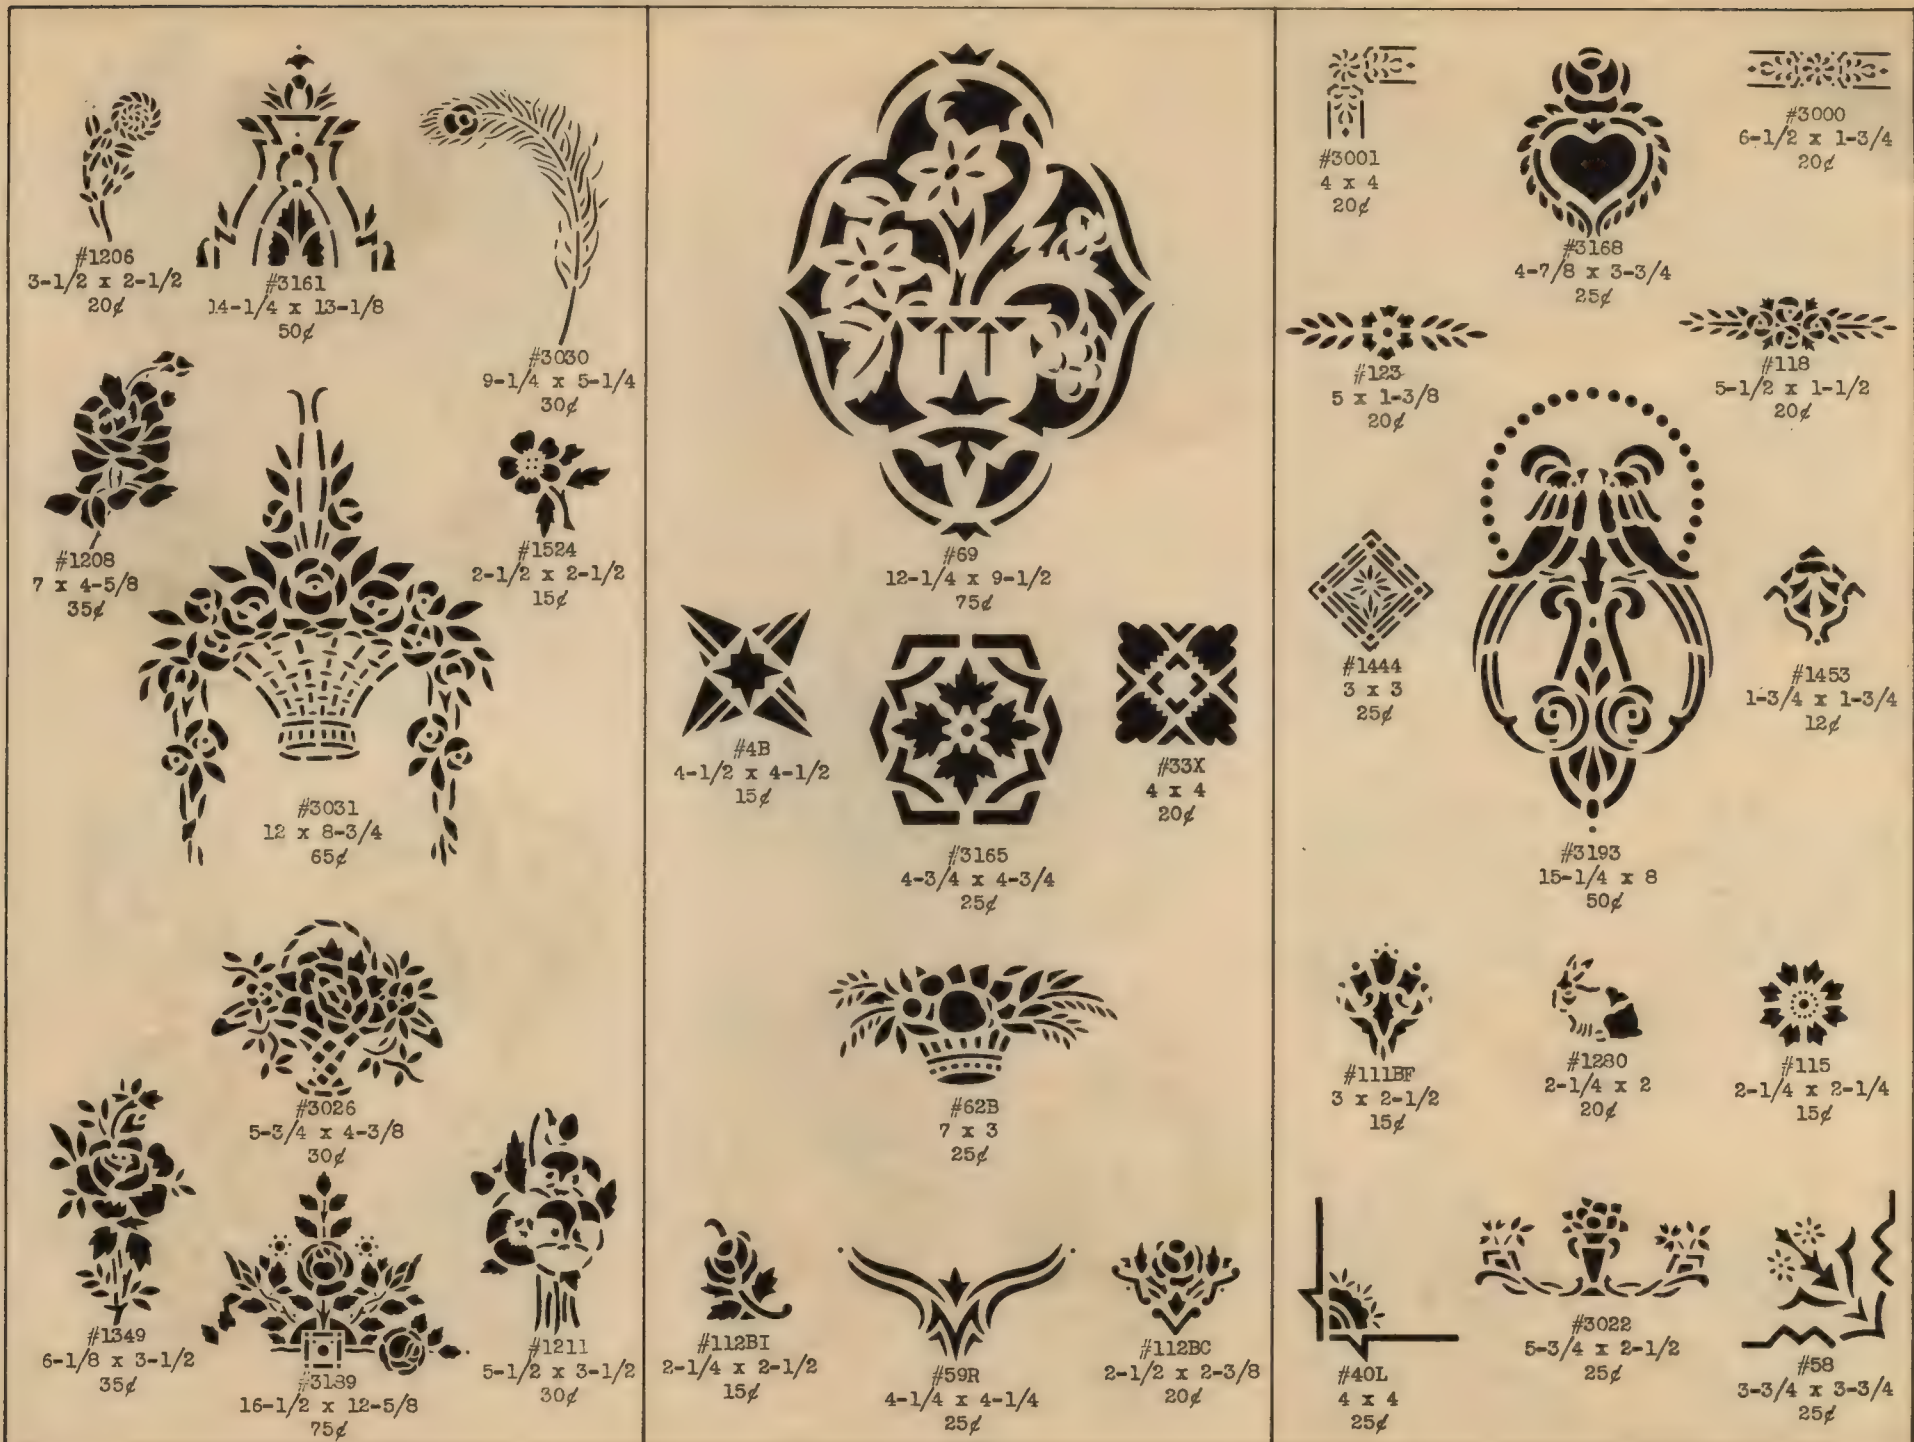 #1206
3-1/2 x 2-1/2
20¢
#3161
14-1/4 x 13-1/8
50¢
#3030
9-1/4 x 5-1/4
30¢
#1208
7 x 4-5/8
35¢
#1524
2-1/2 x 2-1/2
15¢
#3031
12 x 8-3/4
65¢
#3026
5-3/4 x 4-3/8
30¢
#1349
6-1/8 x 3-1/2
35¢
#3189
16-1/2 x 12-5/8
75¢
#1211
5-1/2 x 3-1/2
30¢
#69
12-1/4 x 9-1/2
75¢
#4B
4-1/2 x 4-1/2
15¢
#3165
4-3/4 x 4-3/4
25¢
#33X
4 x 4
20¢
#62B
7 x 3
25¢
#112BI
2-1/4 x 2-1/2
15¢
#59R
4-1/4 x 4-1/4
25¢
#112BC
2-1/2 x 2-3/8
20¢
#3001
4 x 4
20¢
#3168
4-7/8 x 3-3/4
25¢
#3000
6-1/2 x 1-3/4
20¢
#123
5 x 1-3/8
20¢
#118
5-1/2 x 1-1/2
20¢
#1444
3 x 3
25¢
#3193
15-1/4 x 8
50¢
#1453
1-3/4 x 1-3/4
12¢
#111BF
3 x 2-1/2
15¢
#1280
2-1/4 x 2
20¢
#115
2-1/4 x 2-1/4
15¢
#40L
4 x 4
25¢
#3022
5-3/4 x 2-1/2
25¢
#58
3-3/4 x 3-3/4
25¢